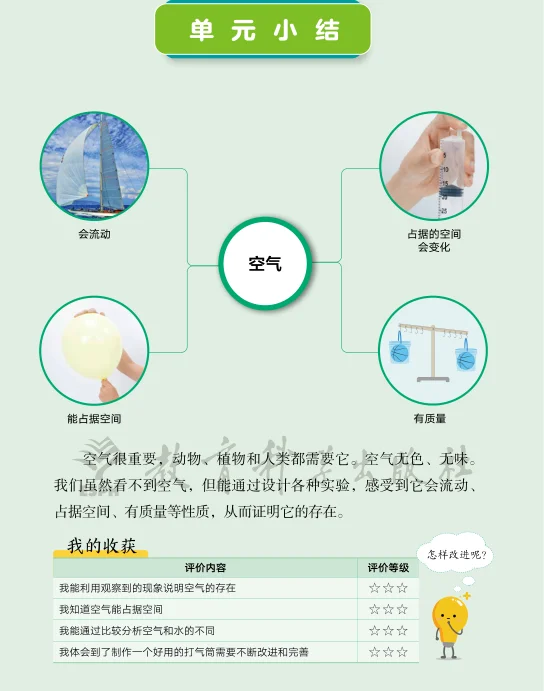 单元小结
会流动
占据的空间
会变化
空气
能占据空间
有质量
空气很重要，动物、植物和人类都需要它。空气无色、无味。
我们虽然看不到空气，但能通过设计各种实验，感受到它会流动、
占据空间、有质量等性质，从而证明它的存在。
教育科学出版社
我的收获
怎样改进呢？
评价内容 评价等级
我能利用观察到的现象说明空气的存在 ☆☆☆
我知道空气能占据空间 ☆☆☆
我能通过比较分析空气和水的不同 ☆☆☆
我体会到了制作一个好用的打气筒需要不断改进和完善 ☆☆☆